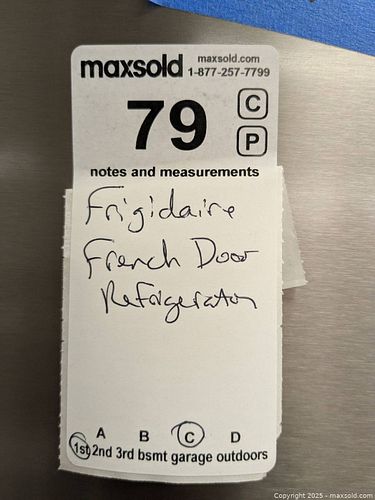 maxsold maxsold.com
1-877-257-7799
79 C
P
notes and measurements
Frigidaire
French Door
Refrigerator
A B C D
1st 2nd 3rd bsmt garage outdoors
Copyright 2025 - maxsold.com